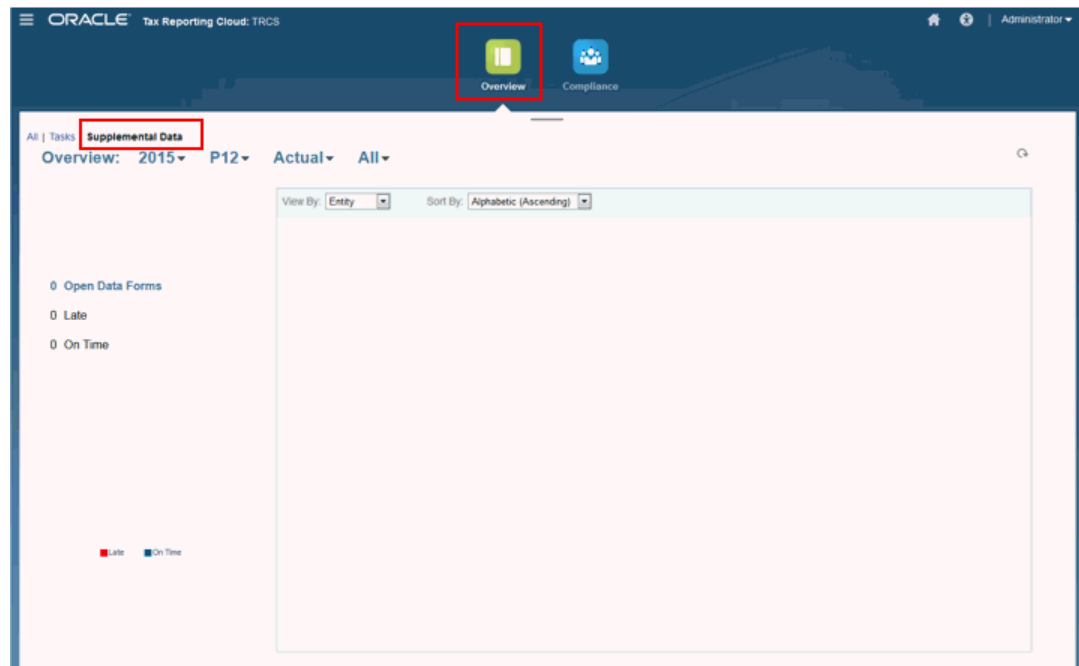 ORACLE Tax Reporting Cloud: TRCS Administrator
Overview Compliance
All | Tasks Supplemental Data
Overview: 2015 P12 Actual All
View By: Entity Sort By: Alphabetic (Ascending)
0 Open Data Forms
0 Late
0 On Time
Late On Time